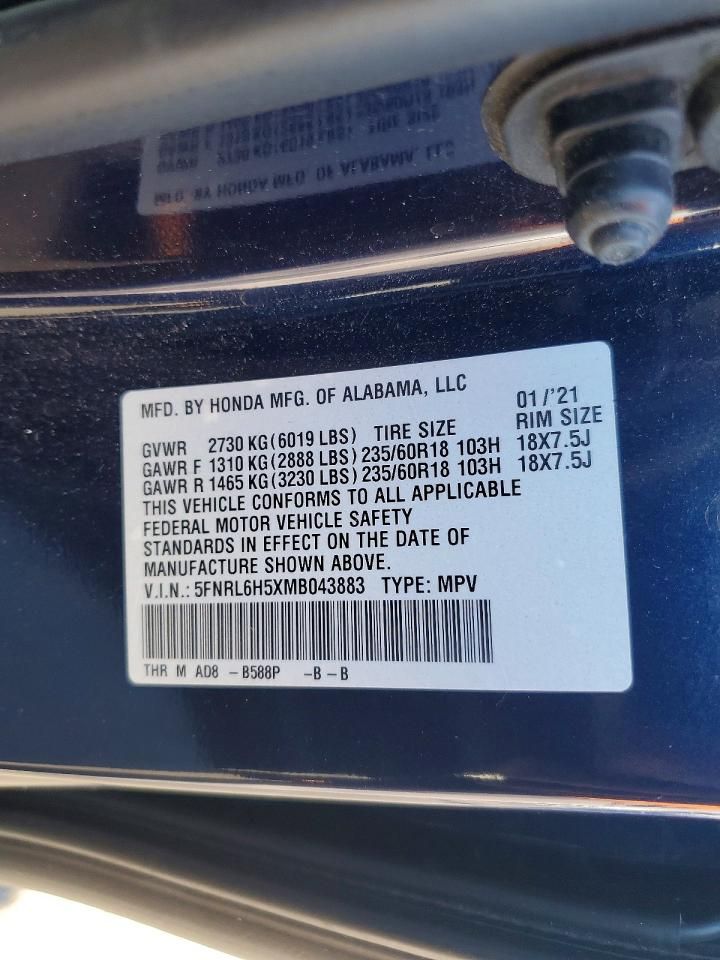 MFD. BY HONDA MFG. OF ALABAMA, LLC 01/'21
GVWR 2730 KG(6019 LBS) TIRE SIZE RIM SIZE
GAWR F 1310 KG(2888 LBS)235/60R18 103H 18X7.5J
GAWR R 1465 KG(3230 LBS)235/60R18 103H 18X7.5J
THIS VEHICLE CONFORMS TO ALL APPLICABLE
FEDERAL MOTOR VEHICLE SAFETY
STANDARDS IN EFFECT ON THE DATE OF
MANUFACTURE SHOWN ABOVE.
V.I.N.: 5FNRL6H5XMB043883 TYPE: MPV
THR M AD8 -B588P -B-B